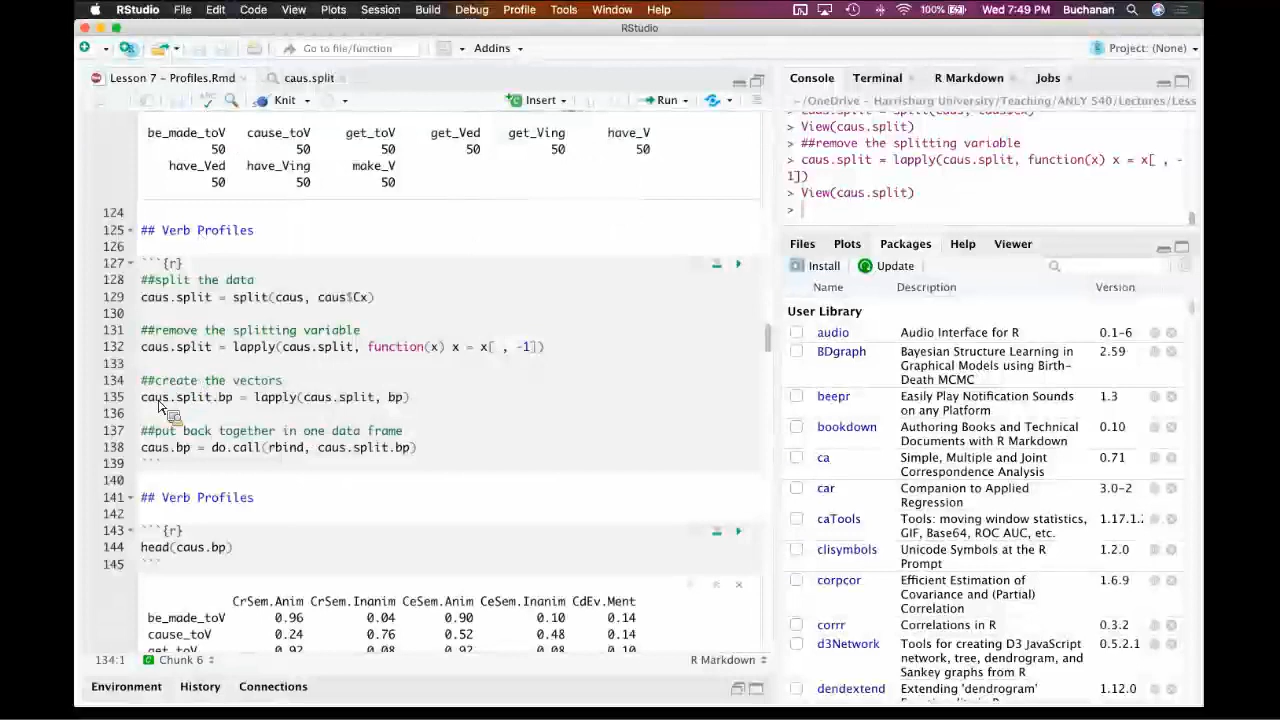 RStudio File Edit Code View Plots Session Build Debug Profile Tools Window Help 100% Wed 7:49 PM Buchanan
RStudio
Go to file/function Addins Project: (None)
Lesson 7 - Profiles.Rmd caus.split
Knit Insert Run
be_made_toV cause_toV get_toV get_Ved get_Ving have_V
50 50 50 50 50 50
have_Ved have_Ving make_V
50 50 50
124
125 ## Verb Profiles
126
127 ```{r}
128 ##split the data
129 caus.split = split(caus, caus$Cx)
130
131 ##remove the splitting variable
132 caus.split = lapply(caus.split, function(x) x = x[ , -1])
133
134 ##create the vectors
135 caus.split.bp = lapply(caus.split, bp)
136
137 ##put back together in one data frame
138 caus.bp = do.call(rbind, caus.split.bp)
139 ```
140
141 ## Verb Profiles
142
143 ```{r}
144 head(caus.bp)
145 ```
CrSem.Anim CrSem.Inanim CeSem.Anim CeSem.Inanim CdEv.Ment
be_made_toV 0.96 0.04 0.90 0.10 0.14
cause_toV 0.24 0.76 0.52 0.48 0.14
get_toV 0.92 0.08 0.92 0.08 0.10
134:1 Chunk 6 R Markdown
Environment History Connections
Console Terminal R Markdown Jobs
~/OneDrive - Harrisburg University/Teaching/ANLY 540/Lectures/Less
> View(caus.split)
> ##remove the splitting variable
> caus.split = lapply(caus.split, function(x) x = x[ , -
1])
> View(caus.split)
>
Files Plots Packages Help Viewer
Install Update
Name Description Version
User Library
audio Audio Interface for R 0.1-6
BDgraph Bayesian Structure Learning in Graphical Models using Birth-Death MCMC 2.59
beepr Easily Play Notification Sounds on any Platform 1.3
bookdown Authoring Books and Technical Documents with R Markdown 0.10
ca Simple, Multiple and Joint Correspondence Analysis 0.71
car Companion to Applied Regression 3.0-2
caTools Tools: moving window statistics, GIF, Base64, ROC AUC, etc. 1.17.1.
clisymbols Unicode Symbols at the R Prompt 1.2.0
corpcor Efficient Estimation of Covariance and (Partial) Correlation 1.6.9
corrr Correlations in R 0.3.2
d3Network Tools for creating D3 JavaScript network, tree, dendrogram, and Sankey graphs from R 0.5.2.1
dendextend Extending 'dendrogram' 1.12.0